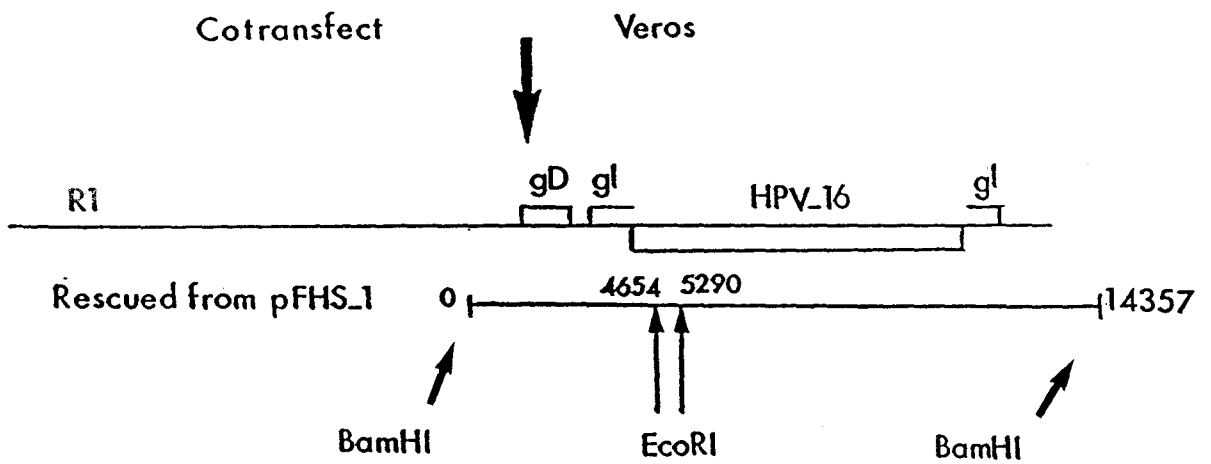 Cotransfect Veros
gD gI HPV_16 gI
R1
Rescued from pFHS_1 0 4654 5290 14357
BamHI EcoRI BamHI